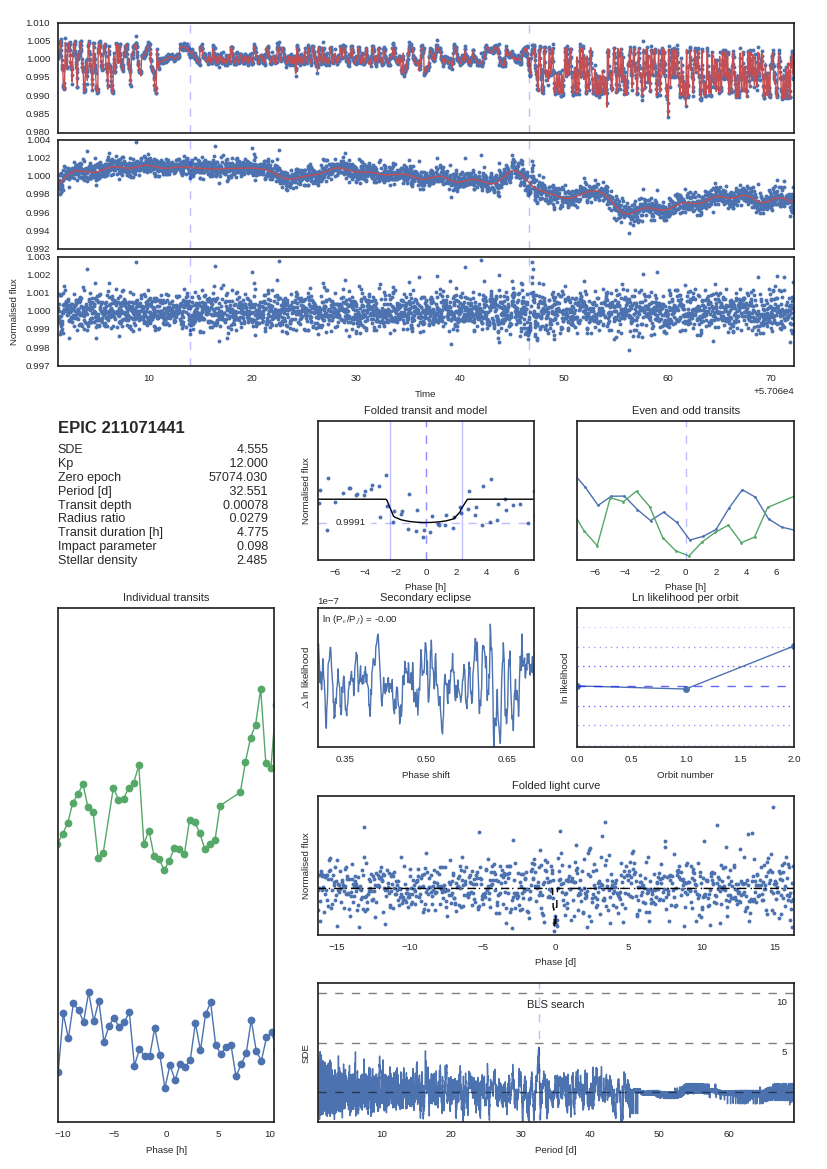 1.010
1.005
1.000
0.995
0.990
0.985
0.980
1.004
1.002
1.000
0.998
0.996
0.994
0.992
1.003
1.002
1.001
1.000
0.999
0.998
0.997
Normalised flux
10 20 30 40 50 60 70
Time
+5.706e4
EPIC 211071441
SDE 4.555
Kp 12.000
Zero epoch 57074.030
Period [d] 32.551
Transit depth 0.00078
Radius ratio 0.0279
Transit duration [h] 4.775
Impact parameter 0.098
Stellar density 2.485
Folded transit and model
Normalised flux
0.9991
−6 −4 −2 0 2 4 6
Phase [h]
Even and odd transits
−6 −4 −2 0 2 4 6
Phase [h]
Individual transits
−10 −5 0 5 10
Phase [h]
Secondary eclipse
1e−7
ln (Pₑ/P𝒻) = -0.00
Δ ln likelihood
0.35 0.50 0.65
Phase shift
Ln likelihood per orbit
ln likelihood
0.0 0.5 1.0 1.5 2.0
Orbit number
Folded light curve
Normalised flux
−15 −10 −5 0 5 10 15
Phase [d]
BLS search
10
5
SDE
10 20 30 40 50 60
Period [d]